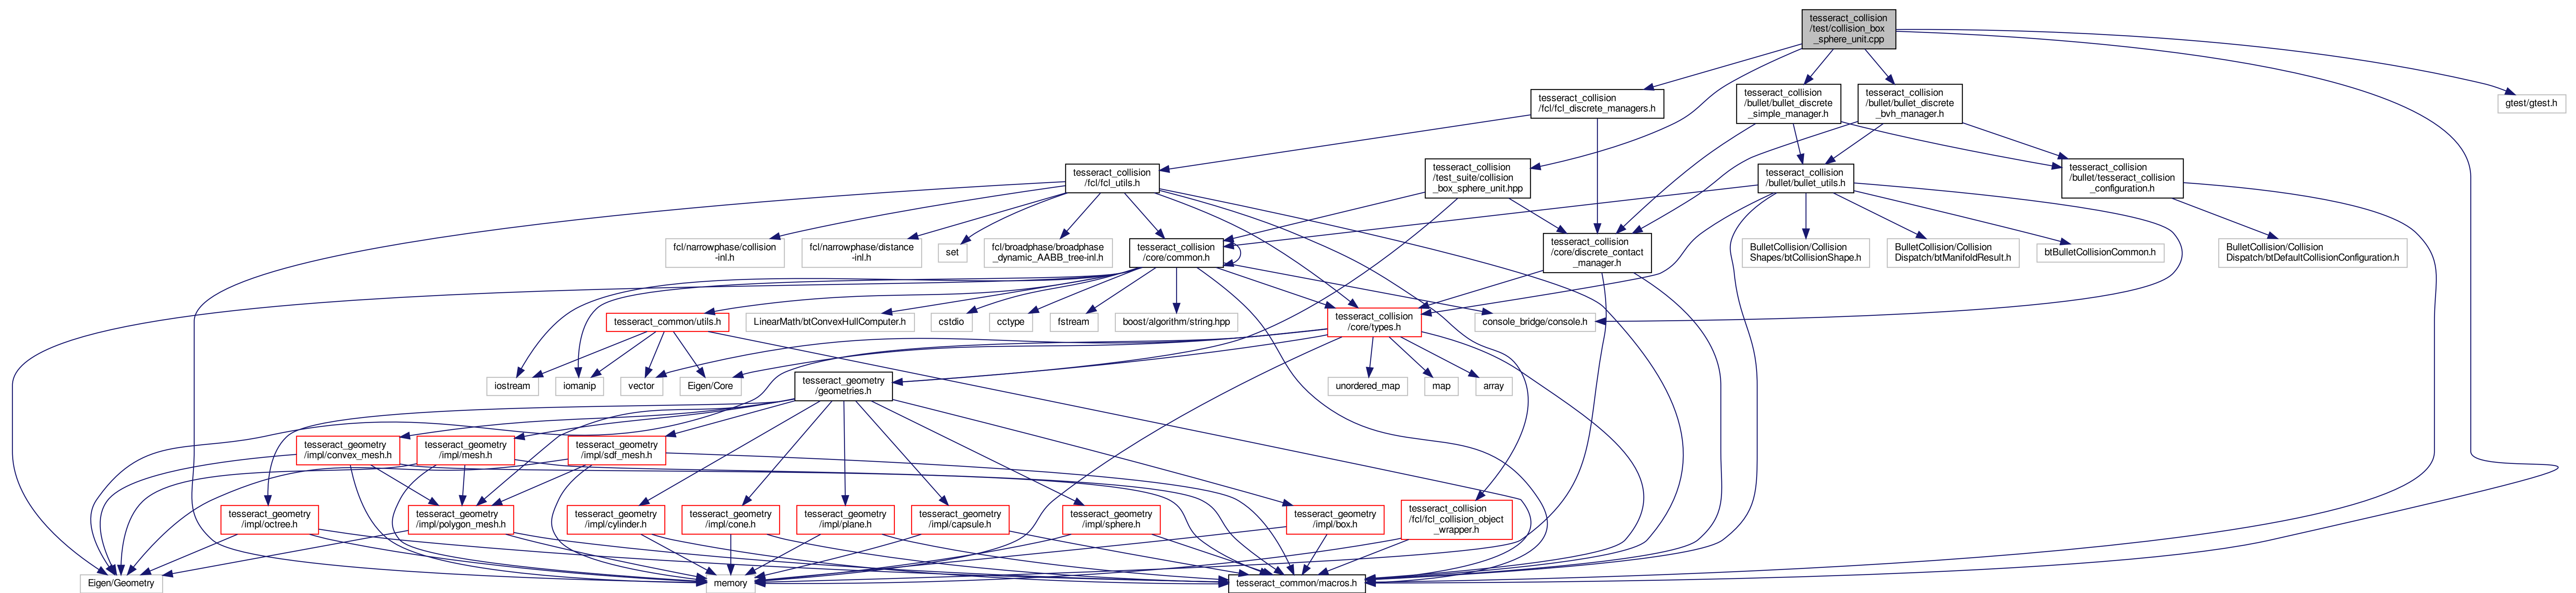 tesseract_collision
/test/collision_box
_sphere_unit.cpp
tesseract_collision
/fcl/fcl_discrete_managers.h
tesseract_collision
/bullet/bullet_discrete
_simple_manager.h
tesseract_collision
/bullet/bullet_discrete
_bvh_manager.h
gtest/gtest.h
tesseract_collision
/fcl/fcl_utils.h
tesseract_collision
/test_suite/collision
_box_sphere_unit.hpp
tesseract_collision
/bullet/bullet_utils.h
tesseract_collision
/bullet/tesseract_collision
_configuration.h
fcl/narrowphase/collision
-inl.h
fcl/narrowphase/distance
-inl.h
set
fcl/broadphase/broadphase
_dynamic_AABB_tree-inl.h
tesseract_collision
/core/common.h
tesseract_collision
/core/discrete_contact
_manager.h
BulletCollision/Collision
Shapes/btCollisionShape.h
BulletCollision/Collision
Dispatch/btManifoldResult.h
btBulletCollisionCommon.h
BulletCollision/Collision
Dispatch/btDefaultCollisionConfiguration.h
tesseract_common/utils.h
LinearMath/btConvexHullComputer.h
cstdio
cctype
fstream
boost/algorithm/string.hpp
tesseract_collision
/core/types.h
console_bridge/console.h
iostream
iomanip
vector
Eigen/Core
tesseract_geometry
/geometries.h
unordered_map
map
array
tesseract_geometry
/impl/convex_mesh.h
tesseract_geometry
/impl/mesh.h
tesseract_geometry
/impl/sdf_mesh.h
tesseract_geometry
/impl/octree.h
tesseract_geometry
/impl/polygon_mesh.h
tesseract_geometry
/impl/cylinder.h
tesseract_geometry
/impl/cone.h
tesseract_geometry
/impl/plane.h
tesseract_geometry
/impl/capsule.h
tesseract_geometry
/impl/sphere.h
tesseract_geometry
/impl/box.h
tesseract_collision
/fcl/fcl_collision_object
_wrapper.h
Eigen/Geometry
memory
tesseract_common/macros.h